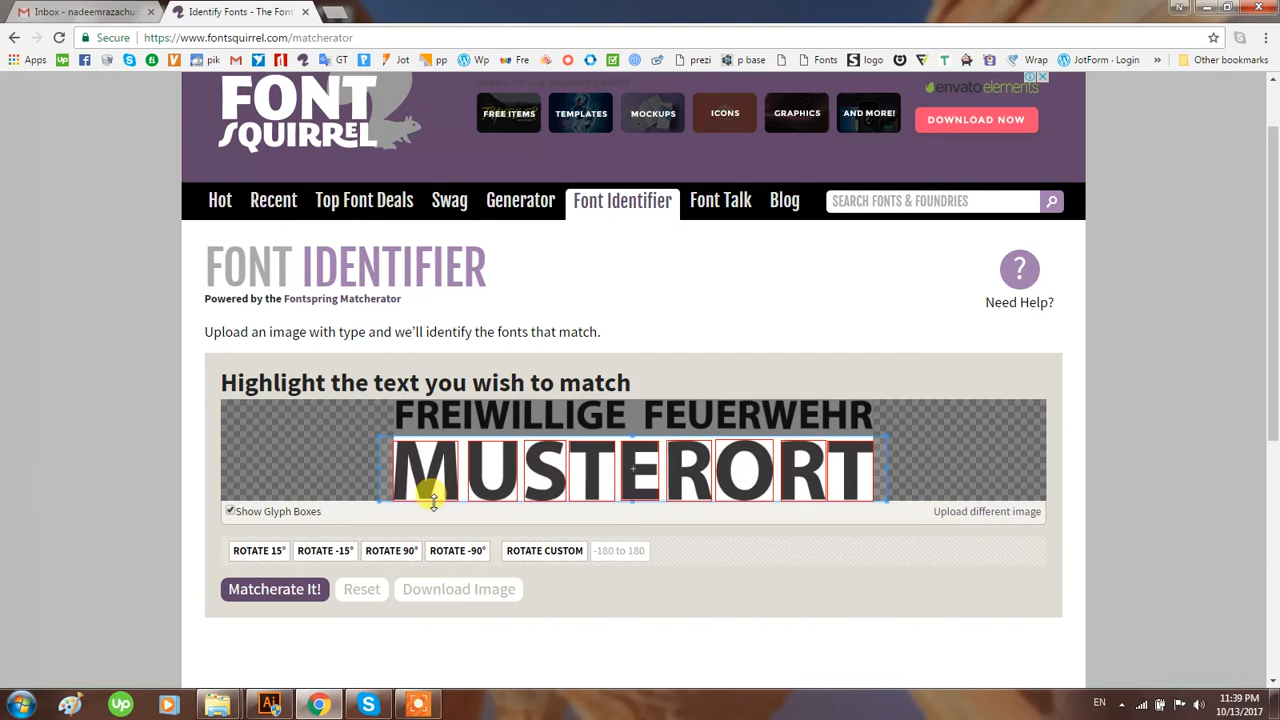 Inbox - nadeemrazachu
Identify Fonts - The Font
N
Secure
https://www.fontsquirrel.com/matcherator
Apps
pik
GT
Jot
pp
Wp
Fre
prezi
p base
Fonts
logo
Wrap
JotForm · Login
»
Other bookmarks
FONT
SQUIRREL
FREE ITEMS
TEMPLATES
MOCKUPS
ICONS
GRAPHICS
AND MORE!
envatoelements
DOWNLOAD NOW
Hot
Recent
Top Font Deals
Swag
Generator
Font Identifier
Font Talk
Blog
SEARCH FONTS & FOUNDRIES
FONT IDENTIFIER
Powered by the Fontspring Matcherator
?
Need Help?
Upload an image with type and we'll identify the fonts that match.
Highlight the text you wish to match
FREIWILLIGE FEUERWEHR
MUSTERORT
Show Glyph Boxes
Upload different image
ROTATE 15°
ROTATE -15°
ROTATE 90°
ROTATE -90°
ROTATE CUSTOM
-180 to 180
Matcherate It!
Reset
Download Image
up
Ai
EN
11:39 PM
10/13/2017